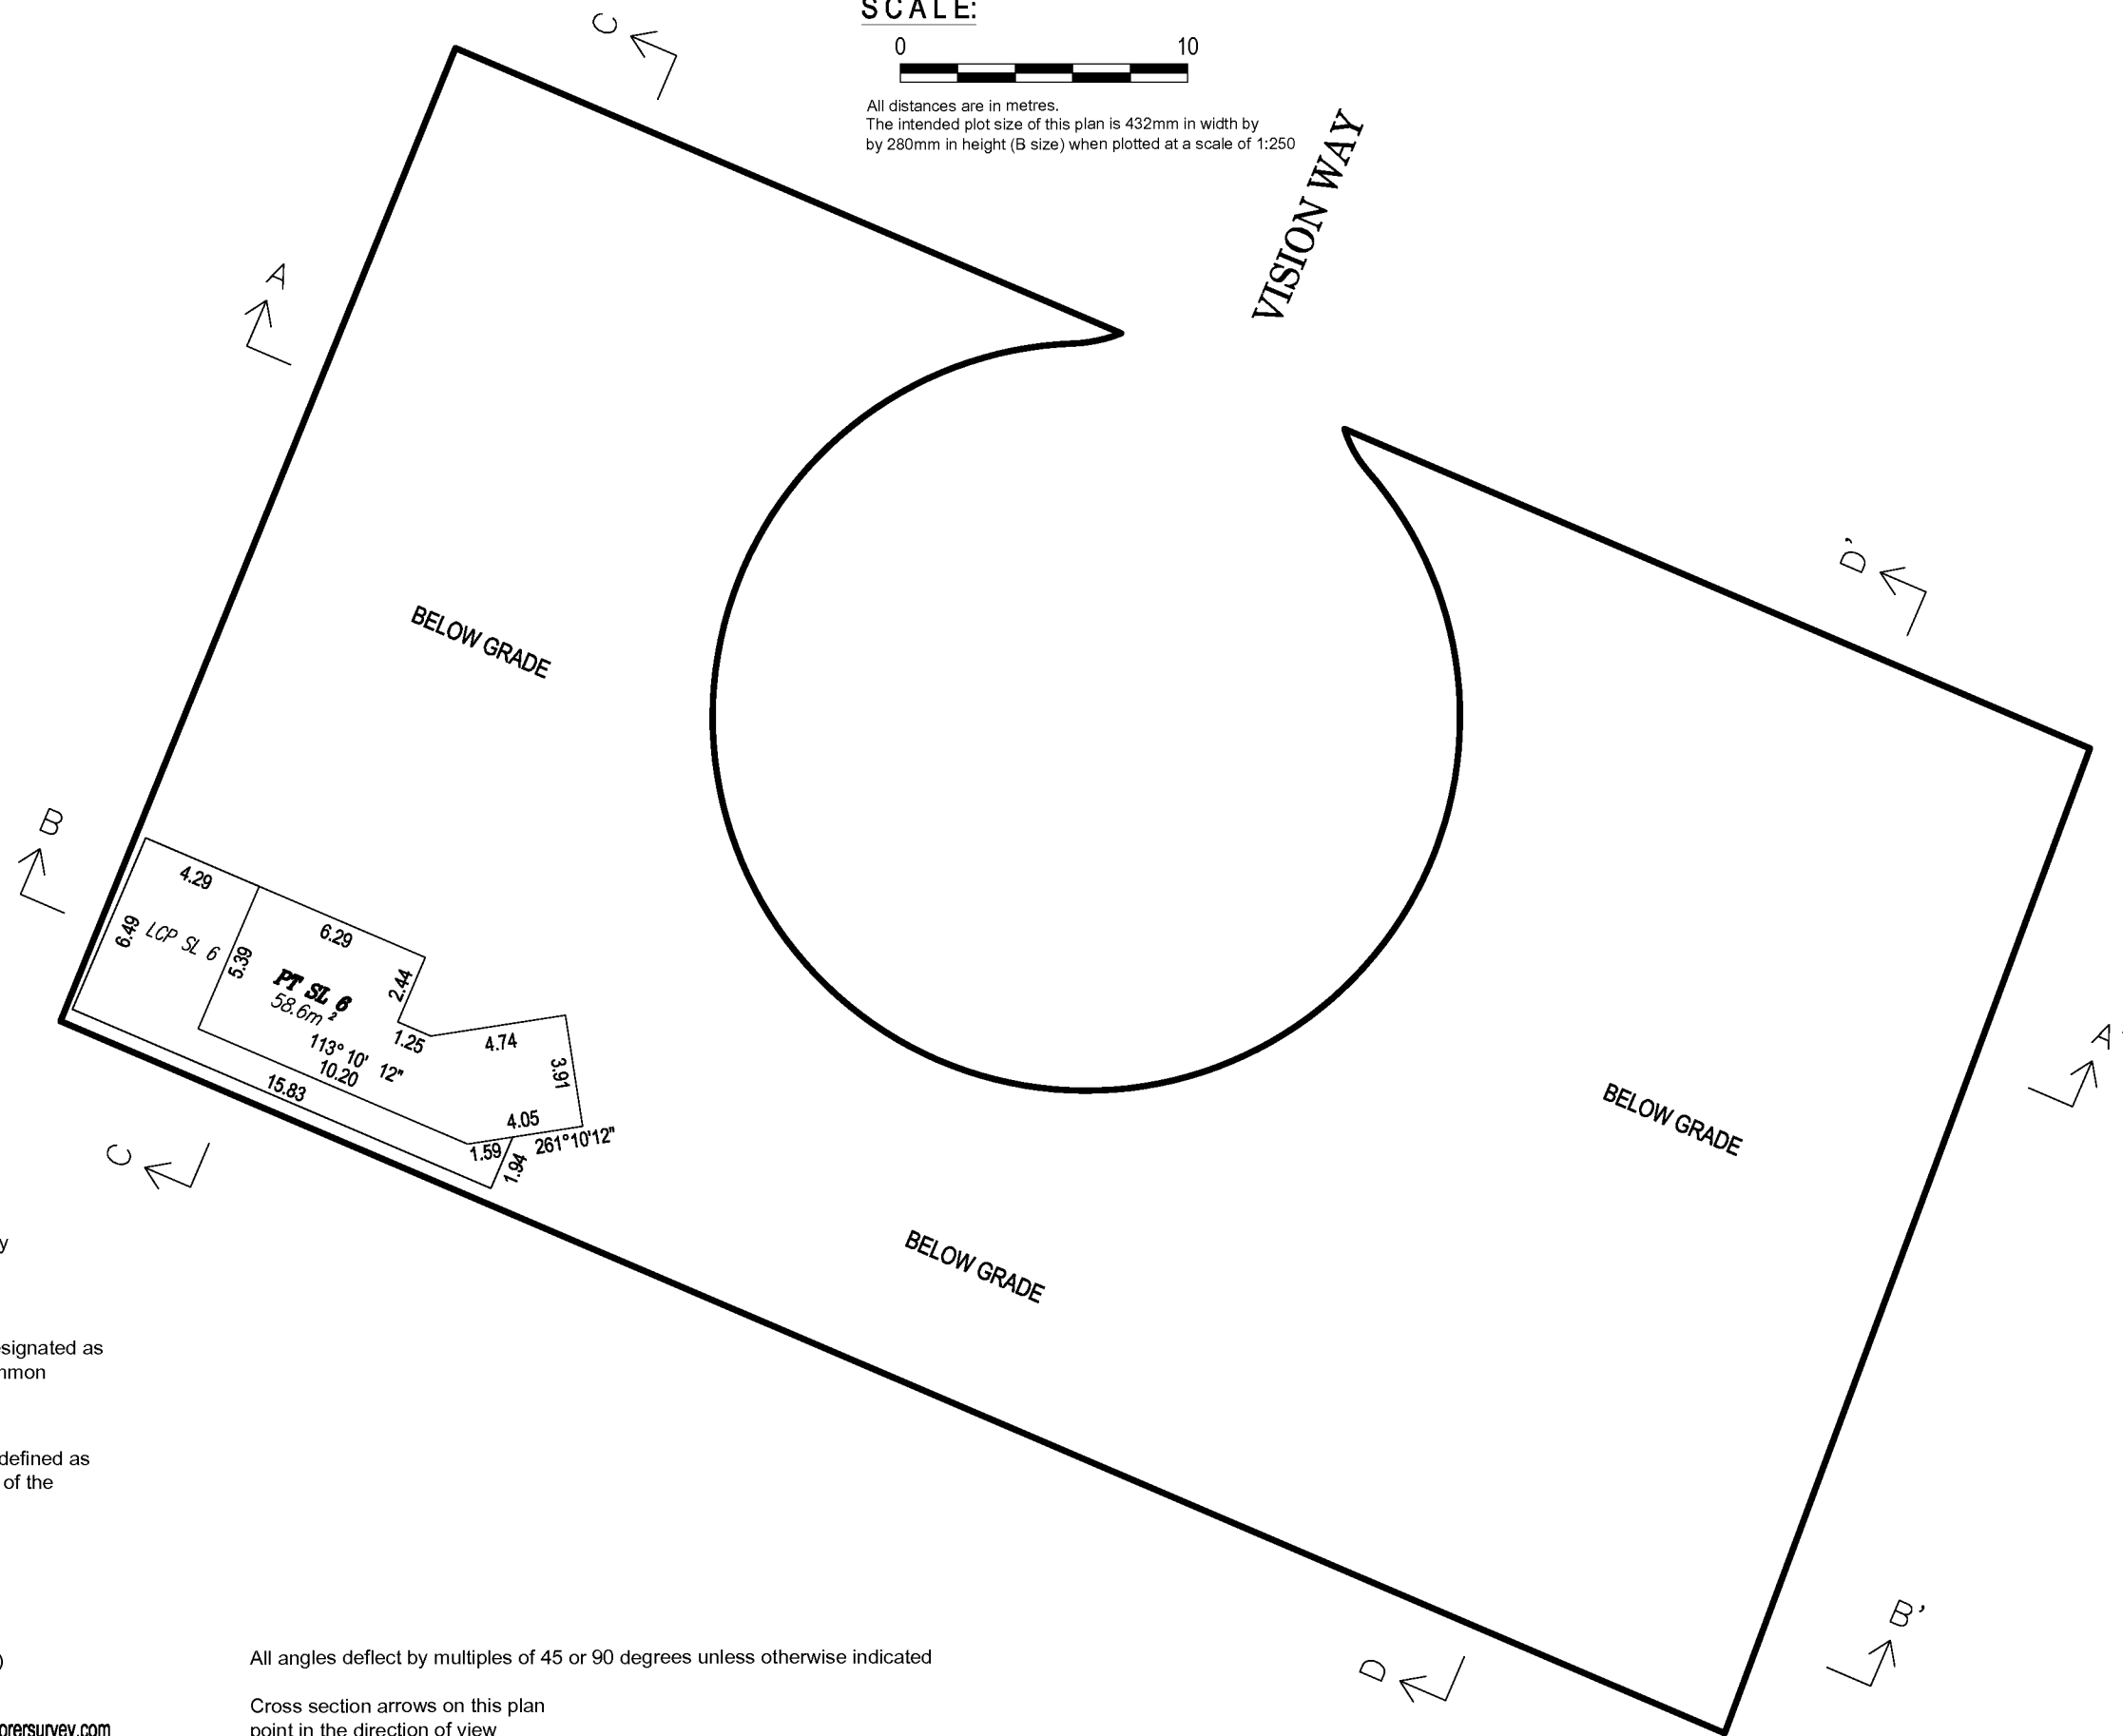 SCALE:
0 10
All distances are in metres.
The intended plot size of this plan is 432mm in width by
by 280mm in height (B size) when plotted at a scale of 1:250
VISION WAY
C
A
D'
BELOW GRADE
B
4.29
6.49
LCP SL 6
5.39
6.29
2.44
PT SL 6
58.6m²
1.25
4.74
3.91
113° 10' 12"
10.20
15.83
4.05
261°10'12"
1.59
1.94
C
A
BELOW GRADE
BELOW GRADE
B'
D
y
signated as
mmon
defined as
of the
)
orersurvey.com
All angles deflect by multiples of 45 or 90 degrees unless otherwise indicated
Cross section arrows on this plan
point in the direction of view